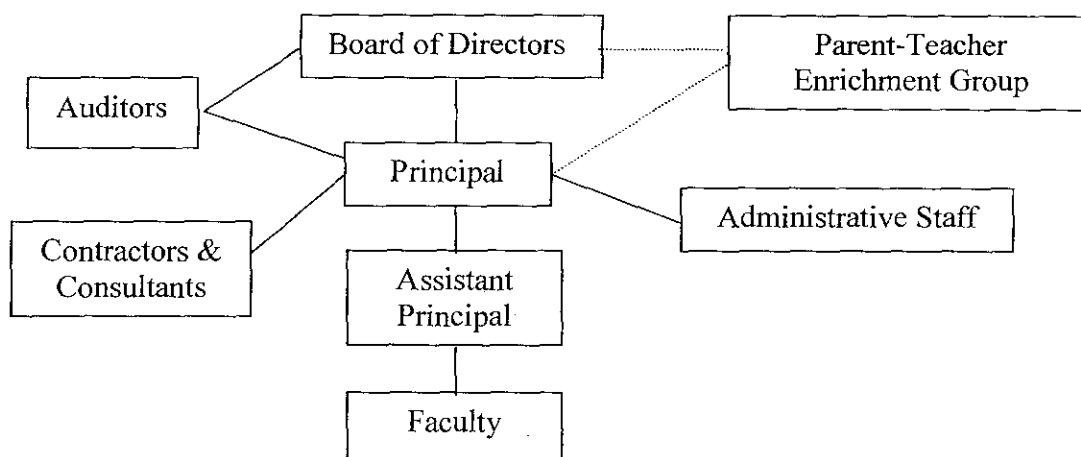 Board of Directors
Parent-Teacher
Enrichment Group
Auditors
Principal
Administrative Staff
Contractors &
Consultants
Assistant
Principal
Faculty